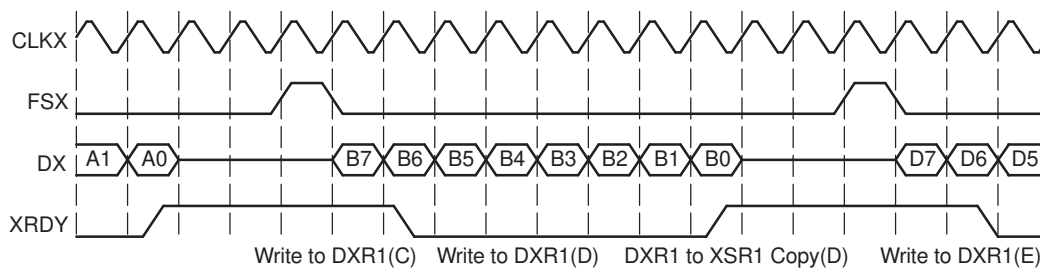 CLKX
FSX
DX A1 A0 B7 B6 B5 B4 B3 B2 B1 B0 D7 D6 D5
XRDY
Write to DXR1(C) Write to DXR1(D) DXR1 to XSR1 Copy(D) Write to DXR1(E)